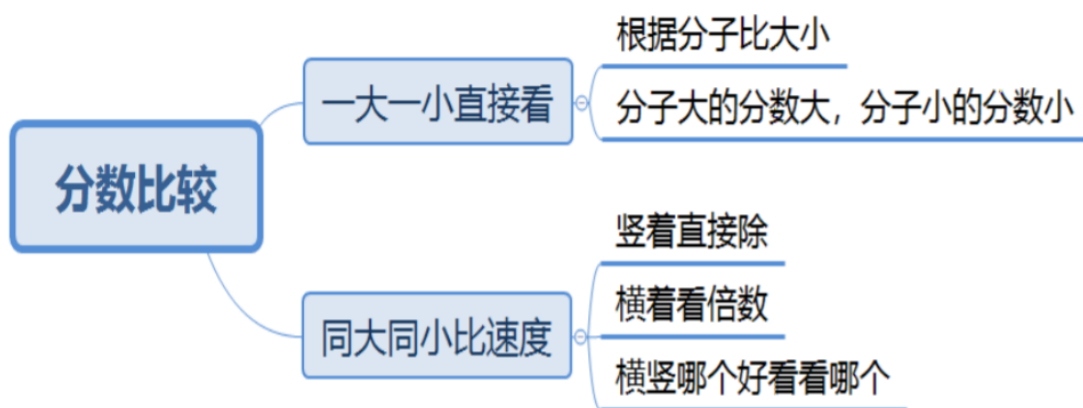 分数比较
一大一小直接看
根据分子比大小
分子大的分数大，分子小的分数小
同大同小比速度
竖着直接除
横着看倍数
横竖哪个好看看哪个